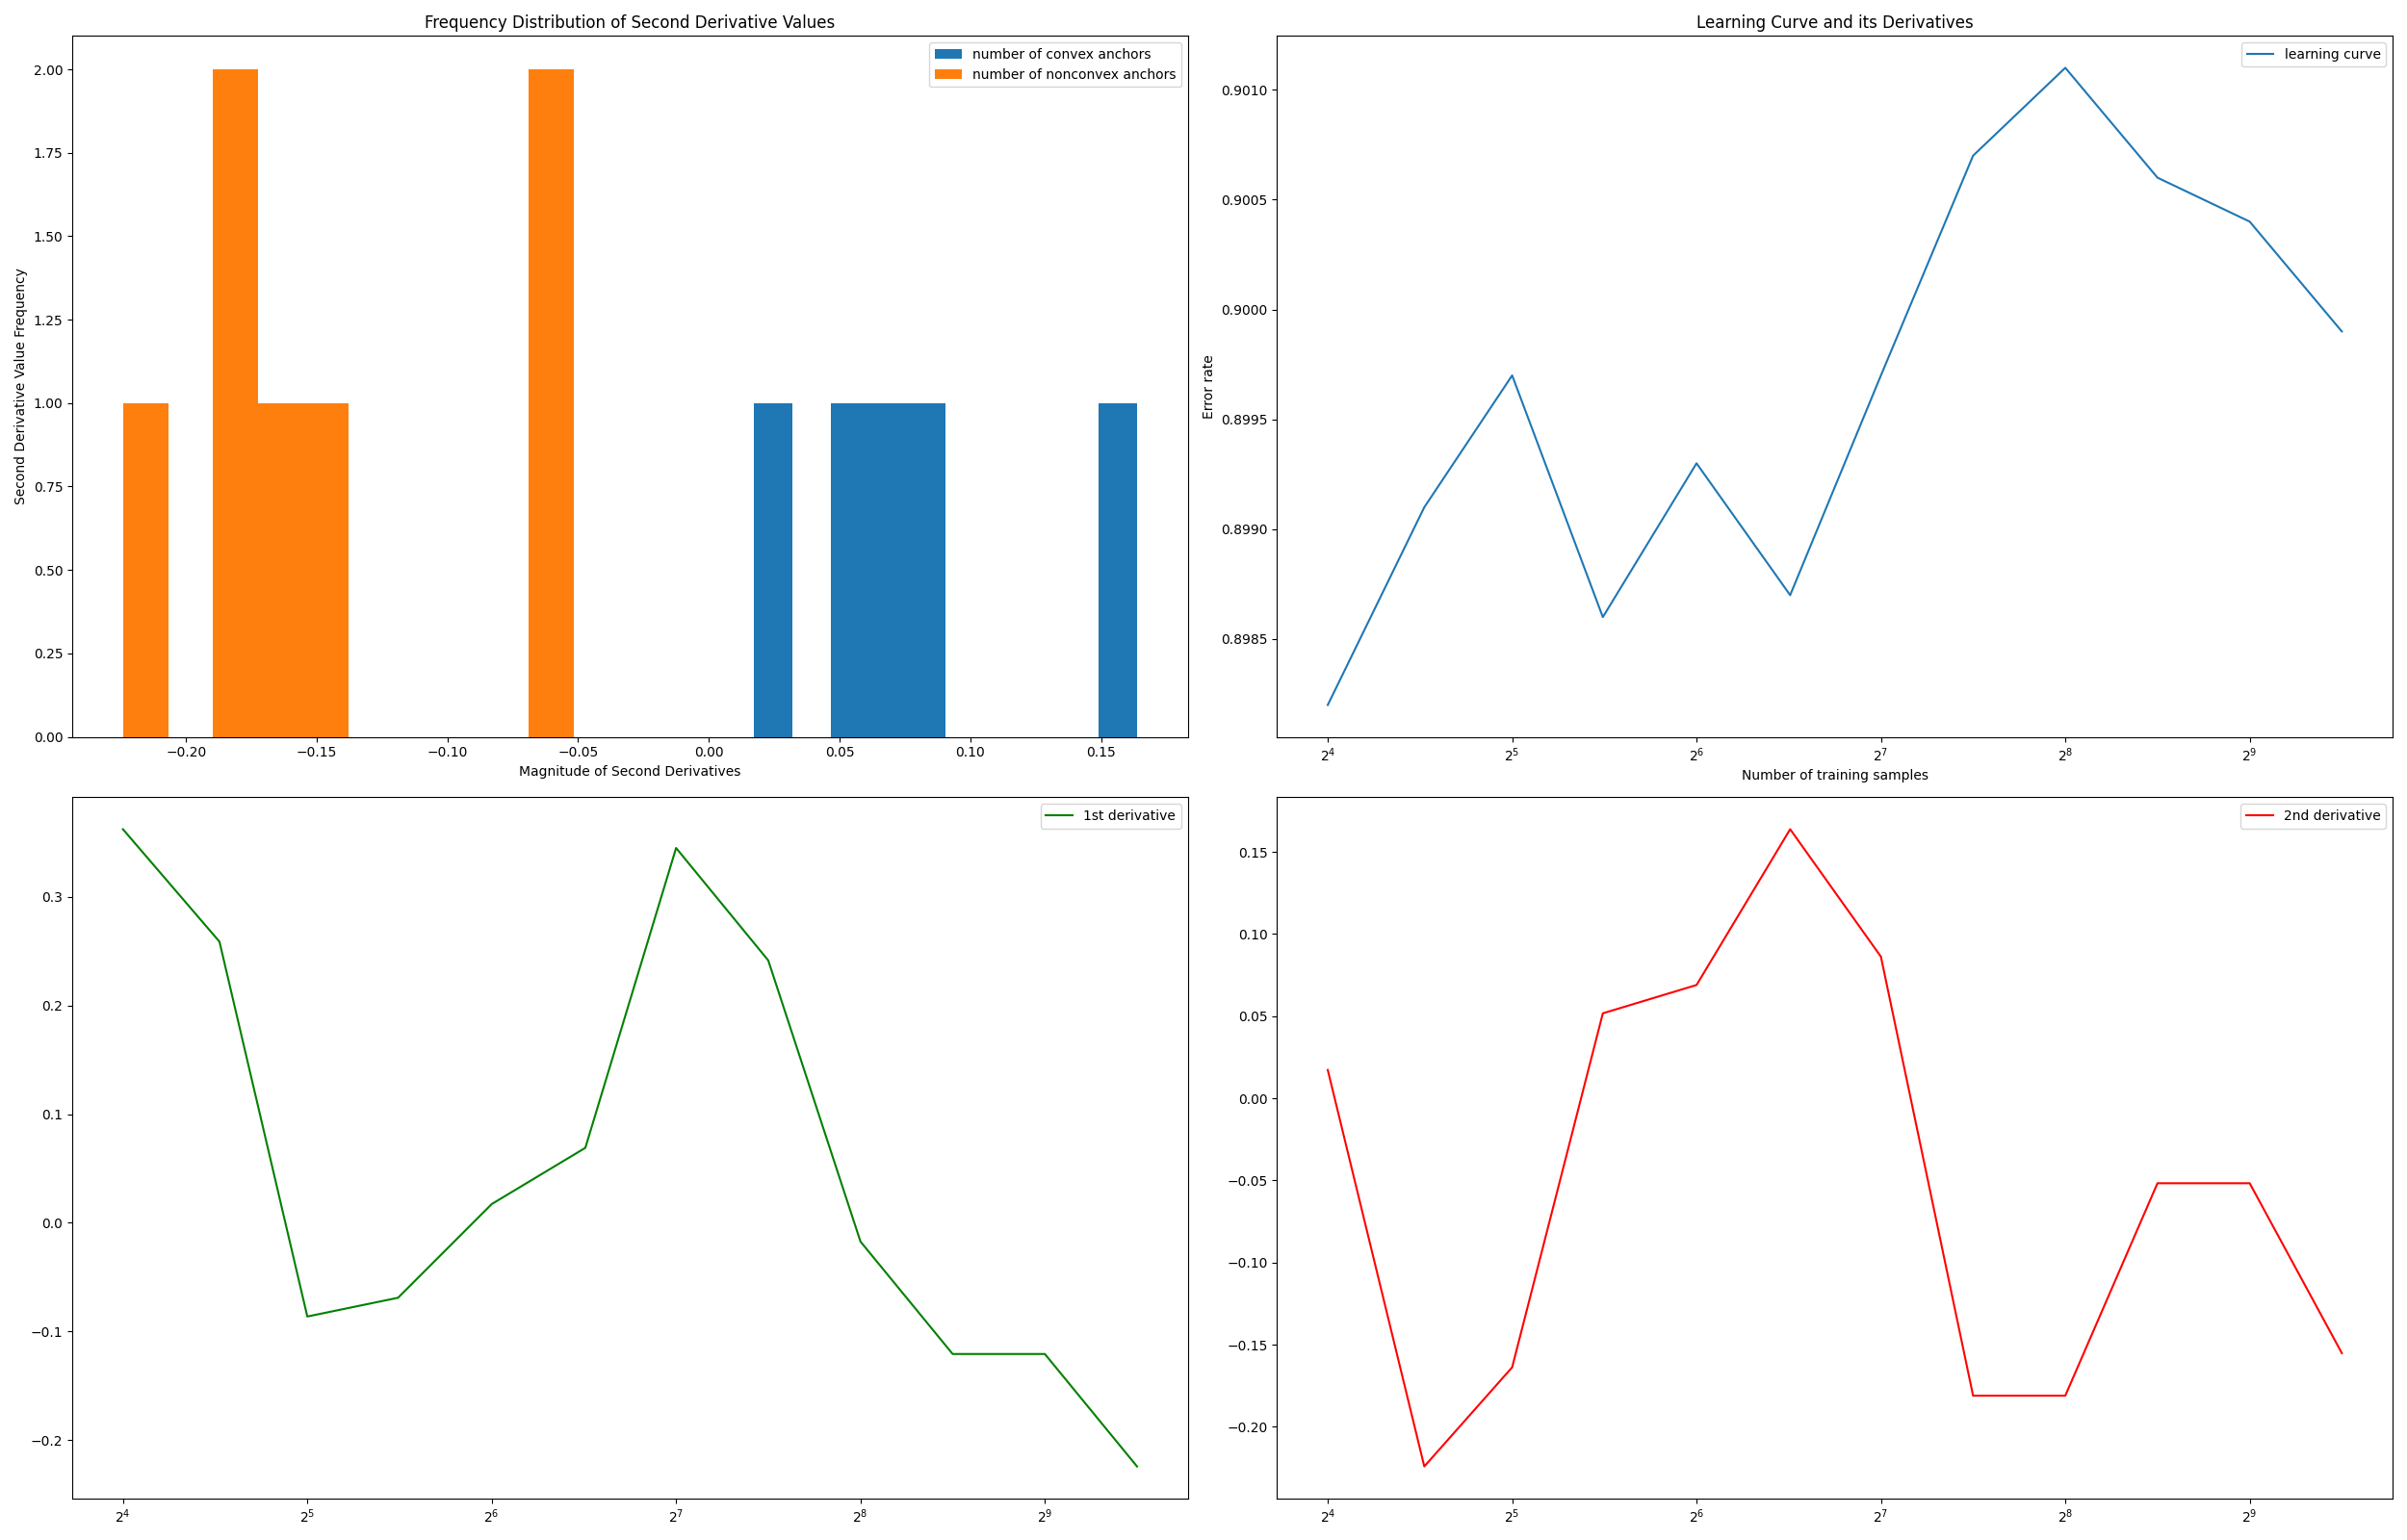 Frequency Distribution of Second Derivative Values
number of convex anchors
number of nonconvex anchors
Second Derivative Value Frequency
2.00
1.75
1.50
1.25
1.00
0.75
0.50
0.25
0.00
−0.20 −0.15 −0.10 −0.05 0.00 0.05 0.10 0.15
Magnitude of Second Derivatives
Learning Curve and its Derivatives
learning curve
Error rate
0.9010
0.9005
0.9000
0.8995
0.8990
0.8985
2⁴ 2⁵ 2⁶ 2⁷ 2⁸ 2⁹
Number of training samples
1st derivative
0.3
0.2
0.1
0.0
−0.1
−0.2
2⁴ 2⁵ 2⁶ 2⁷ 2⁸ 2⁹
2nd derivative
0.15
0.10
0.05
0.00
−0.05
−0.10
−0.15
−0.20
2⁴ 2⁵ 2⁶ 2⁷ 2⁸ 2⁹